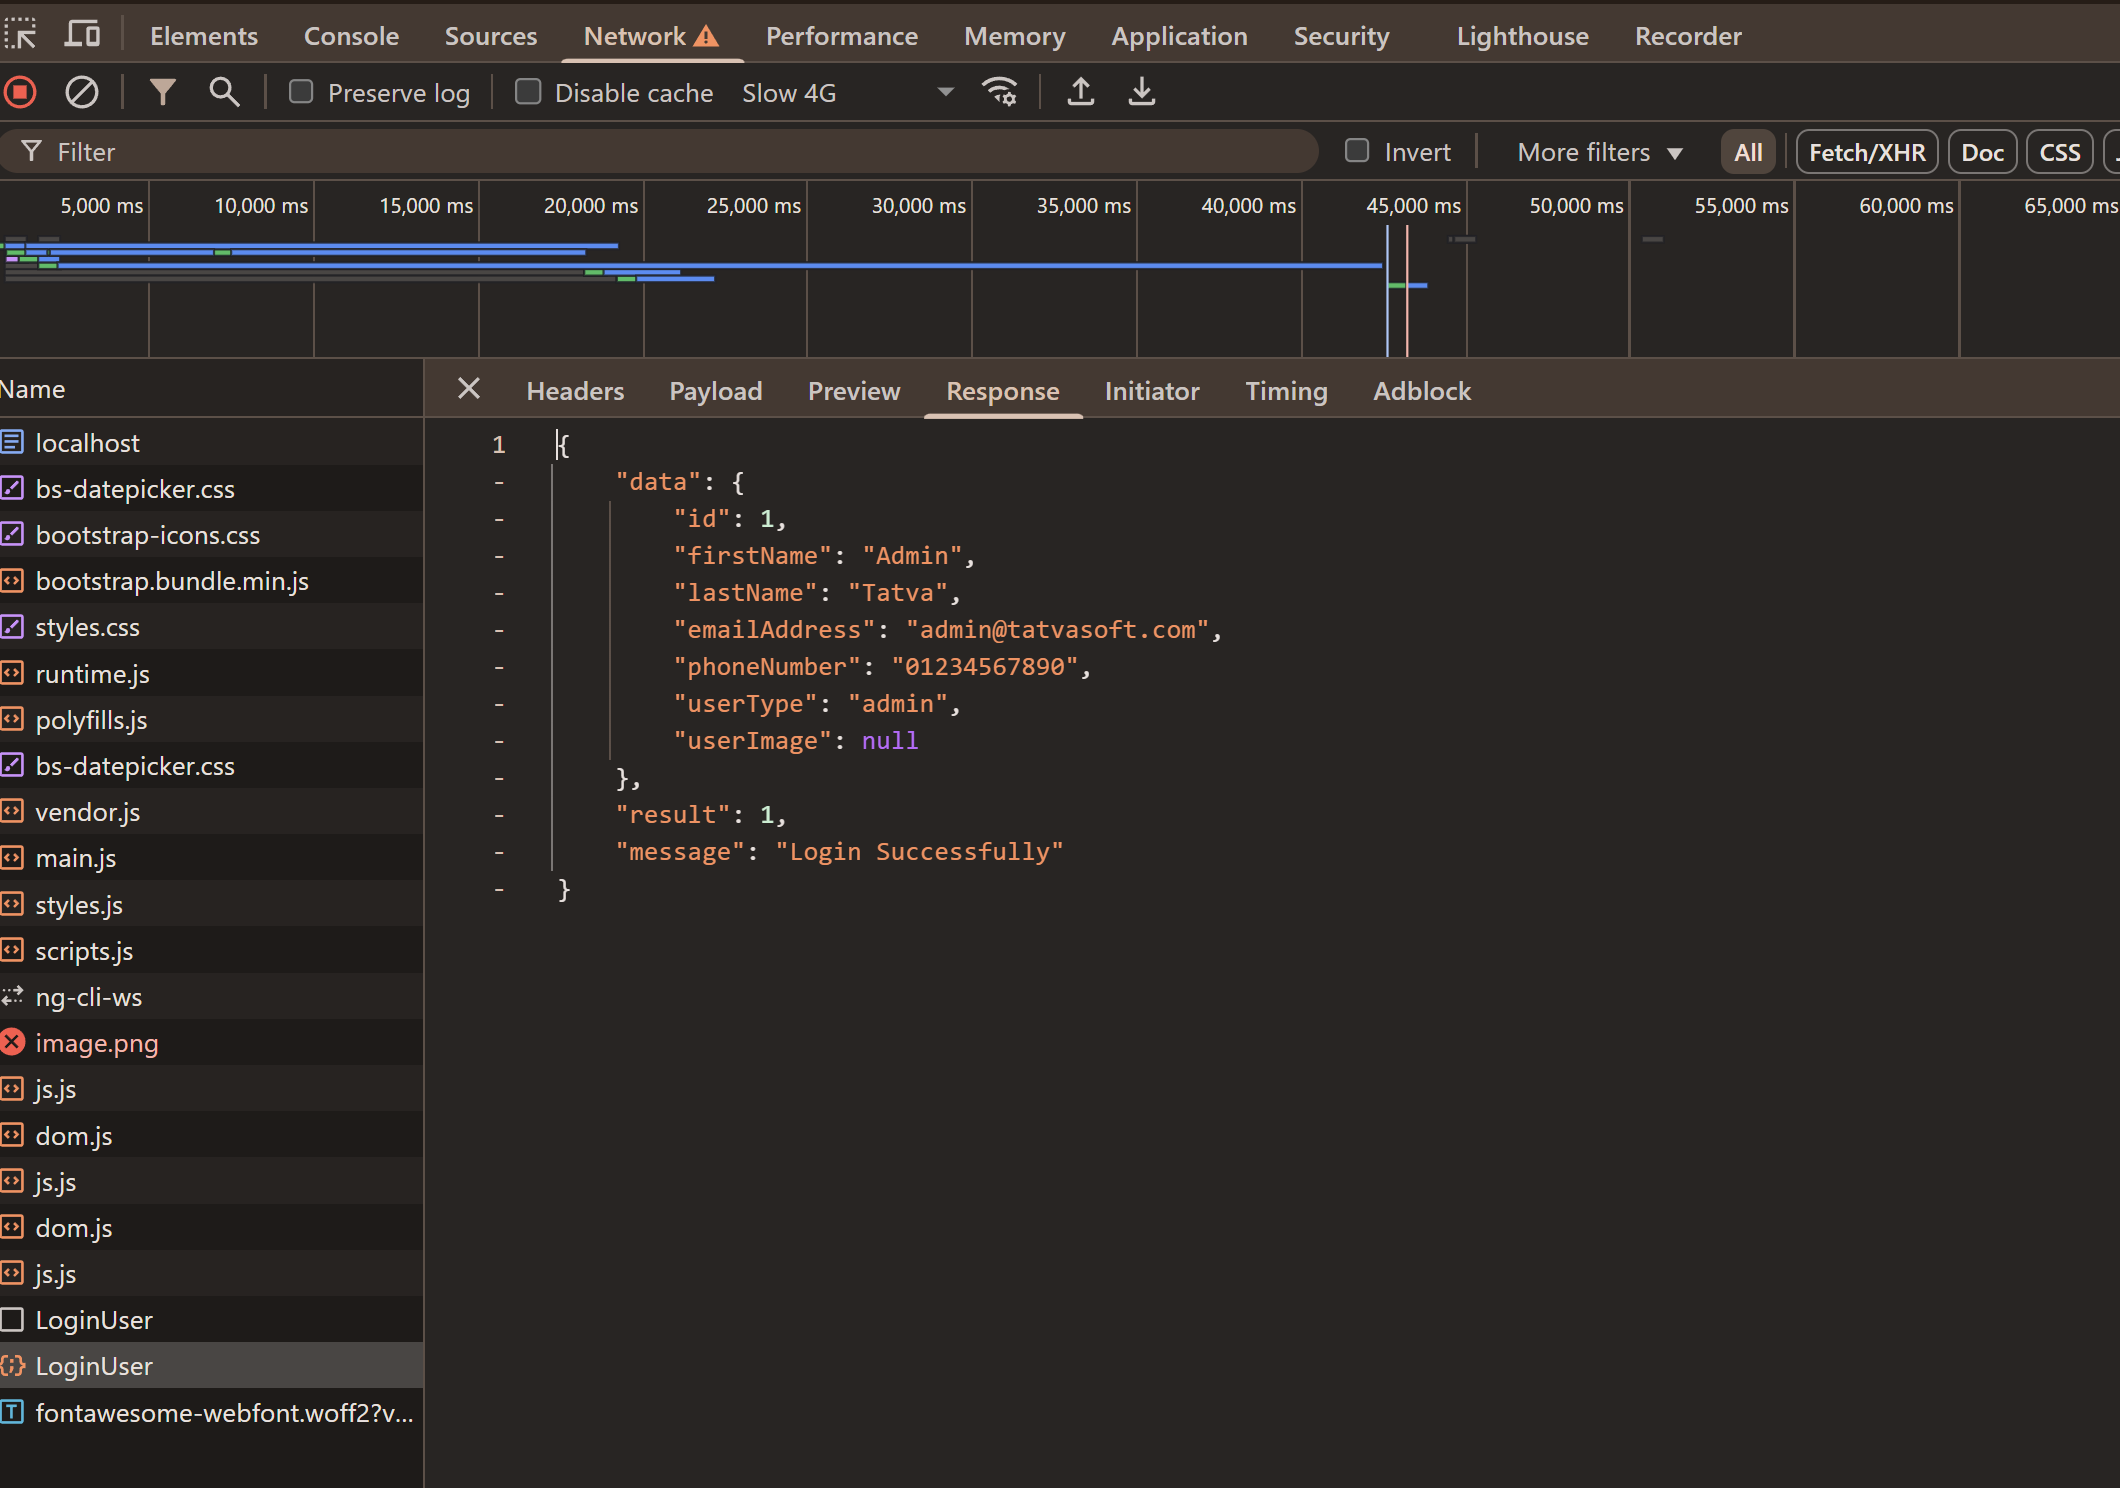 Elements Console Sources Network Performance Memory Application Security Lighthouse Recorder
Preserve log Disable cache Slow 4G
Filter Invert More filters All Fetch/XHR Doc CSS
5,000 ms 10,000 ms 15,000 ms 20,000 ms 25,000 ms 30,000 ms 35,000 ms 40,000 ms 45,000 ms 50,000 ms 55,000 ms 60,000 ms 65,000 ms
Name
localhost
bs-datepicker.css
bootstrap-icons.css
bootstrap.bundle.min.js
styles.css
runtime.js
polyfills.js
bs-datepicker.css
vendor.js
main.js
styles.js
scripts.js
ng-cli-ws
image.png
js.js
dom.js
js.js
dom.js
js.js
LoginUser
LoginUser
fontawesome-webfont.woff2?v...
Headers Payload Preview Response Initiator Timing Adblock
1 {
- "data": {
- "id": 1,
- "firstName": "Admin",
- "lastName": "Tatva",
- "emailAddress": "admin@tatvasoft.com",
- "phoneNumber": "01234567890",
- "userType": "admin",
- "userImage": null
- },
- "result": 1,
- "message": "Login Successfully"
- }